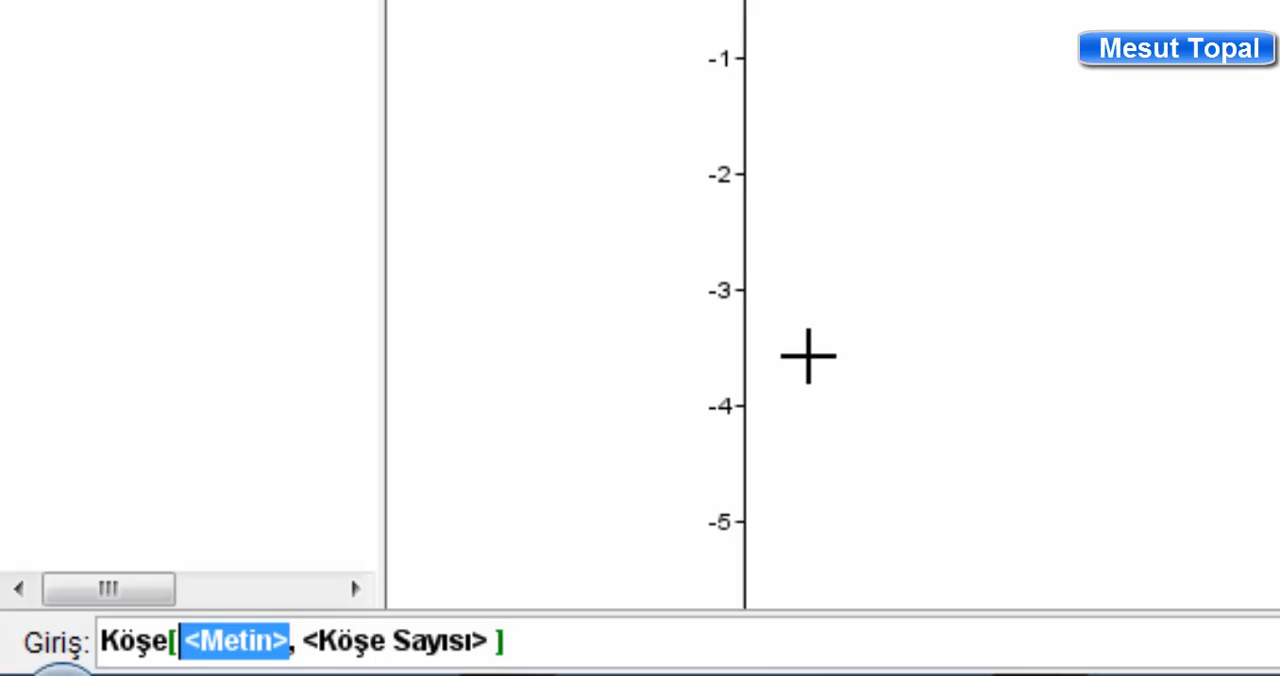 Mesut Topal
-1
-2
-3
-4
-5
Giriş: Köşe[ <Metin>, <Köşe Sayısı> ]